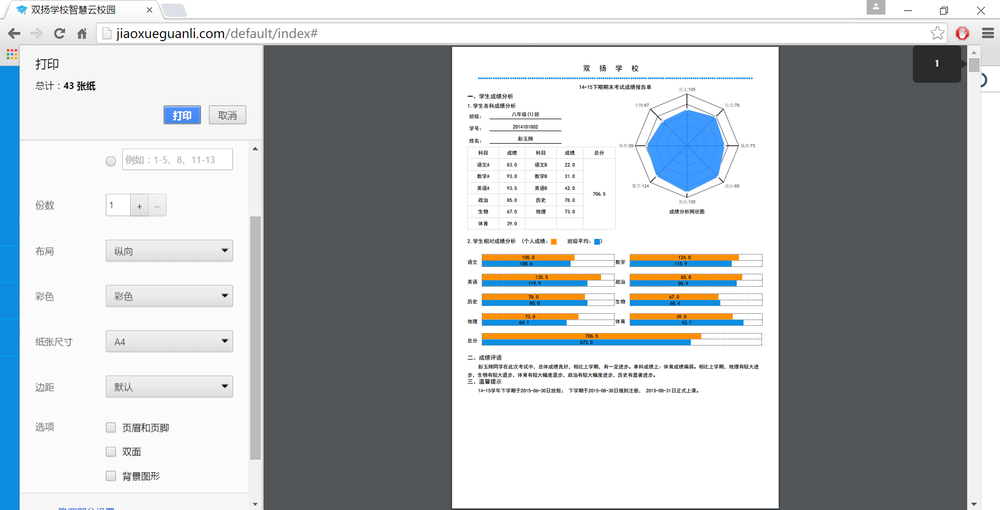 双扬学校智慧云校园
jiaoxueguanli.com/default/index#
打印
总计：43 张纸
打印 取消
例如：1-5、8、11-13
份数 1 + −
布局 纵向
彩色 彩色
纸张尺寸 A4
边距 默认
选项 页眉和页脚
双面
背景图形
1
双 扬 学 校
14-15下期期末考试成绩报告单
一、学生成绩分析
1.学生各科成绩分析
班级： 八年级(1)班
学号： 2014101002
姓名： 彭玉翔
科目 成绩 科目 成绩 总分
语文A 83.0 语文B 22.0
数学A 93.0 数学B 31.0
英语A 93.5 英语B 42.0
706.5
政治 85.0 历史 78.0
生物 67.0 地理 73.0
体育 39.0
语文:105
生物:67 历史:78
体育:39 地理:73
数学:124 政治:85
英语:135
成绩分析网状图
2.学生相对成绩分析 (个人成绩： 班级平均： )
语文 105.0 100.6 数学 124.0 115.9
英语 135.5 119.9 政治 85.0 80.9
历史 78.0 80.0 生物 67.0 68.4
地理 73.0 64.1 体育 39.0 43.1
总分 706.5 673.0
二、成绩评语
彭玉翔同学在此次考试中，总体成绩良好，相比上学期，有一定进步。单科成绩上：体育成绩偏弱。相比上学期，地理有较大进
步，生物有较大退步，体育有较大幅度退步，政治有较大幅度进步，历史有显著进步。
三、温馨提示
14-15学年下学期于2015-06-30日放假； 下学期于2015-08-30日报到注册， 2015-08-31日正式上课。